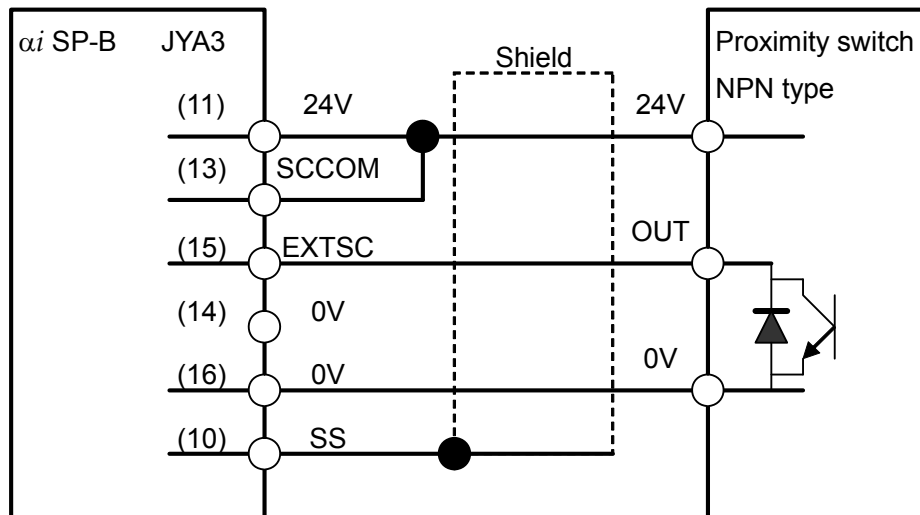 αi SP-B JYA3 Proximity switch
Shield
NPN type
(11) 24V 24V
(13) SCCOM
(15) EXTSC OUT
(14) 0V
(16) 0V 0V
(10) SS